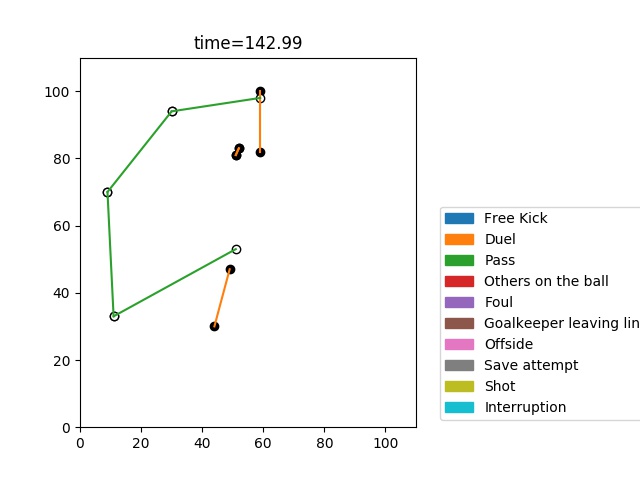 time=142.99
100
80
60
40
20
0
0 20 40 60 80 100
Free Kick
Duel
Pass
Others on the ball
Foul
Goalkeeper leaving lin
Offside
Save attempt
Shot
Interruption